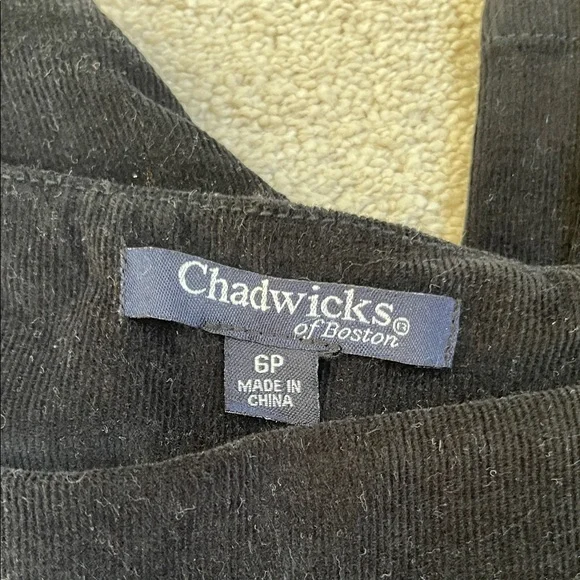 Chadwicks®
of Boston
6P
MADE IN
CHINA